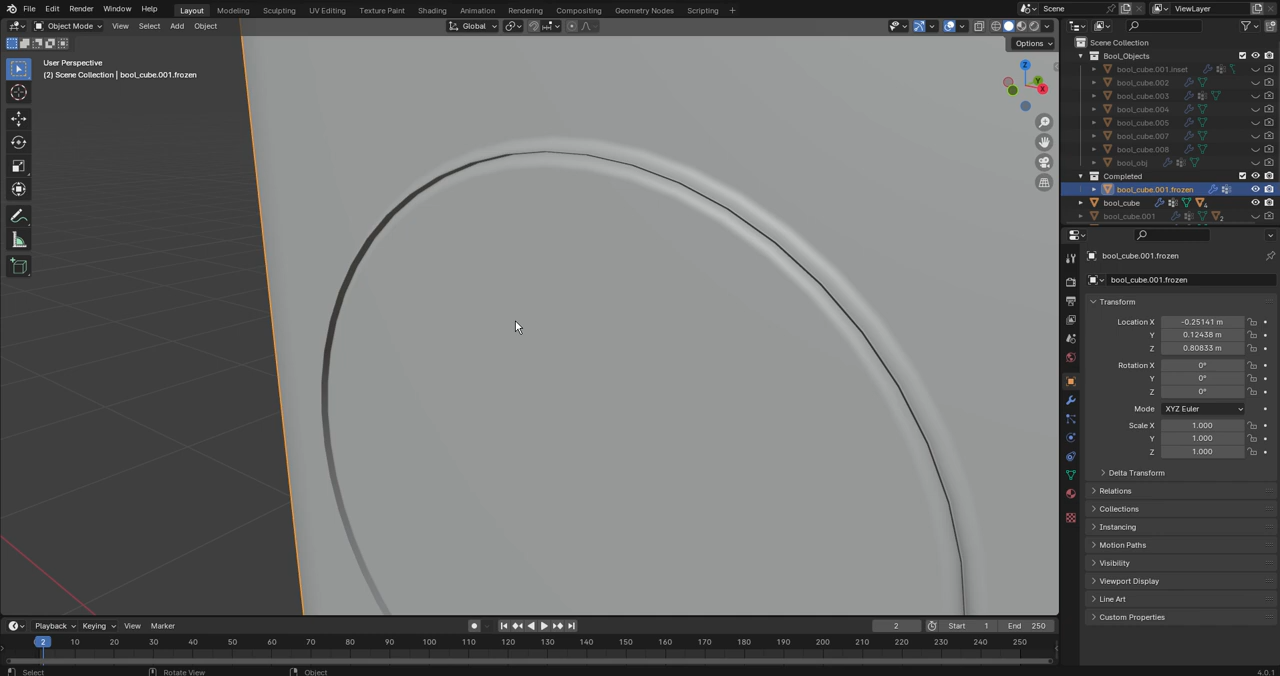 File Edit Render Window Help Layout Modeling Sculpting UV Editing Texture Paint Shading Animation Rendering Compositing Geometry Nodes Scripting + Scene ViewLayer
Object Mode View Select Add Object Global
Options
User Perspective
(2) Scene Collection | bool_cube.001.frozen
Z
Y
X
Scene Collection
Bool_Objects
bool_cube.001.inset
bool_cube.002
bool_cube.003
bool_cube.004
bool_cube.005
bool_cube.007
bool_cube.008
bool_obj
Completed
bool_cube.001.frozen
bool_cube 4
bool_cube.001 2
bool_cube.001.frozen
bool_cube.001.frozen
Transform
Location X -0.25141 m
Y 0.12438 m
Z 0.80833 m
Rotation X 0°
Y 0°
Z 0°
Mode XYZ Euler
Scale X 1.000
Y 1.000
Z 1.000
Delta Transform
Relations
Collections
Instancing
Motion Paths
Visibility
Viewport Display
Line Art
Custom Properties
Playback Keying View Marker 2 Start 1 End 250
2 10 20 30 40 50 60 70 80 90 100 110 120 130 140 150 160 170 180 190 200 210 220 230 240 250
Select Rotate View Object 4.0.1